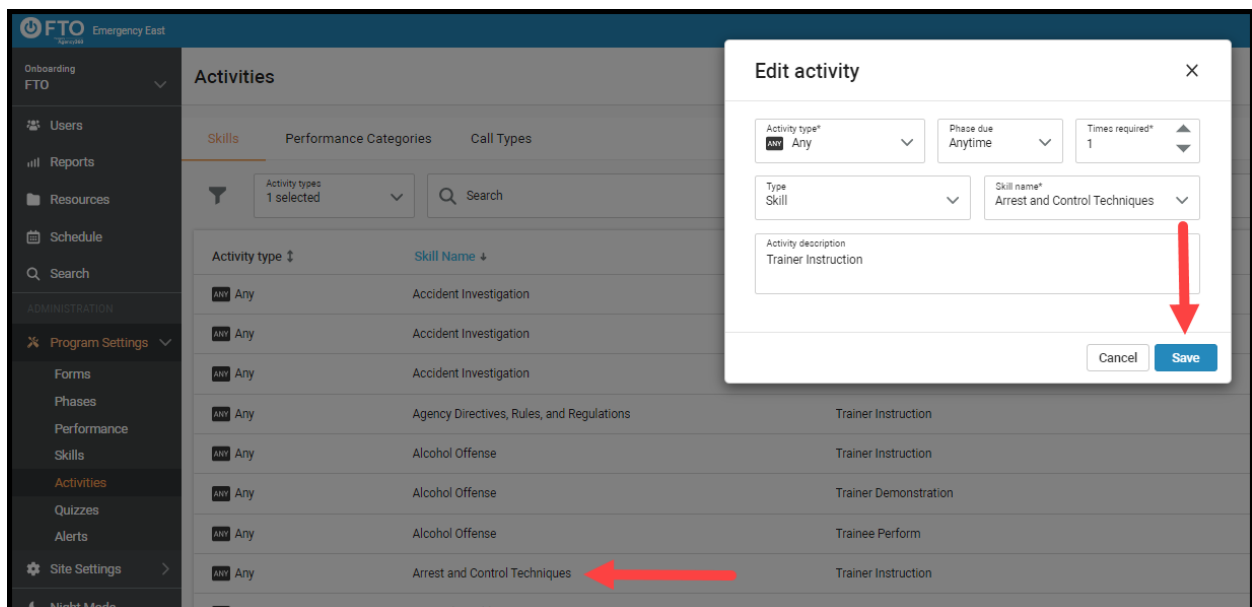 FTO Emergency East
Agency360
Onboarding
FTO
Users
Reports
Resources
Schedule
Search
ADMINISTRATION
Program Settings
Forms
Phases
Performance
Skills
Activities
Quizzes
Alerts
Site Settings
Night Mode
Activities
Skills Performance Categories Call Types
Activity types
1 selected
Search
Activity type Skill Name
ANY Any Accident Investigation
ANY Any Accident Investigation
ANY Any Accident Investigation
ANY Any Agency Directives, Rules, and Regulations Trainer Instruction
ANY Any Alcohol Offense Trainer Instruction
ANY Any Alcohol Offense Trainer Demonstration
ANY Any Alcohol Offense Trainee Perform
ANY Any Arrest and Control Techniques Trainer Instruction
Edit activity
Activity type* Phase due Times required*
ANY Any Anytime 1
Type Skill name*
Skill Arrest and Control Techniques
Activity description
Trainer Instruction
Cancel Save